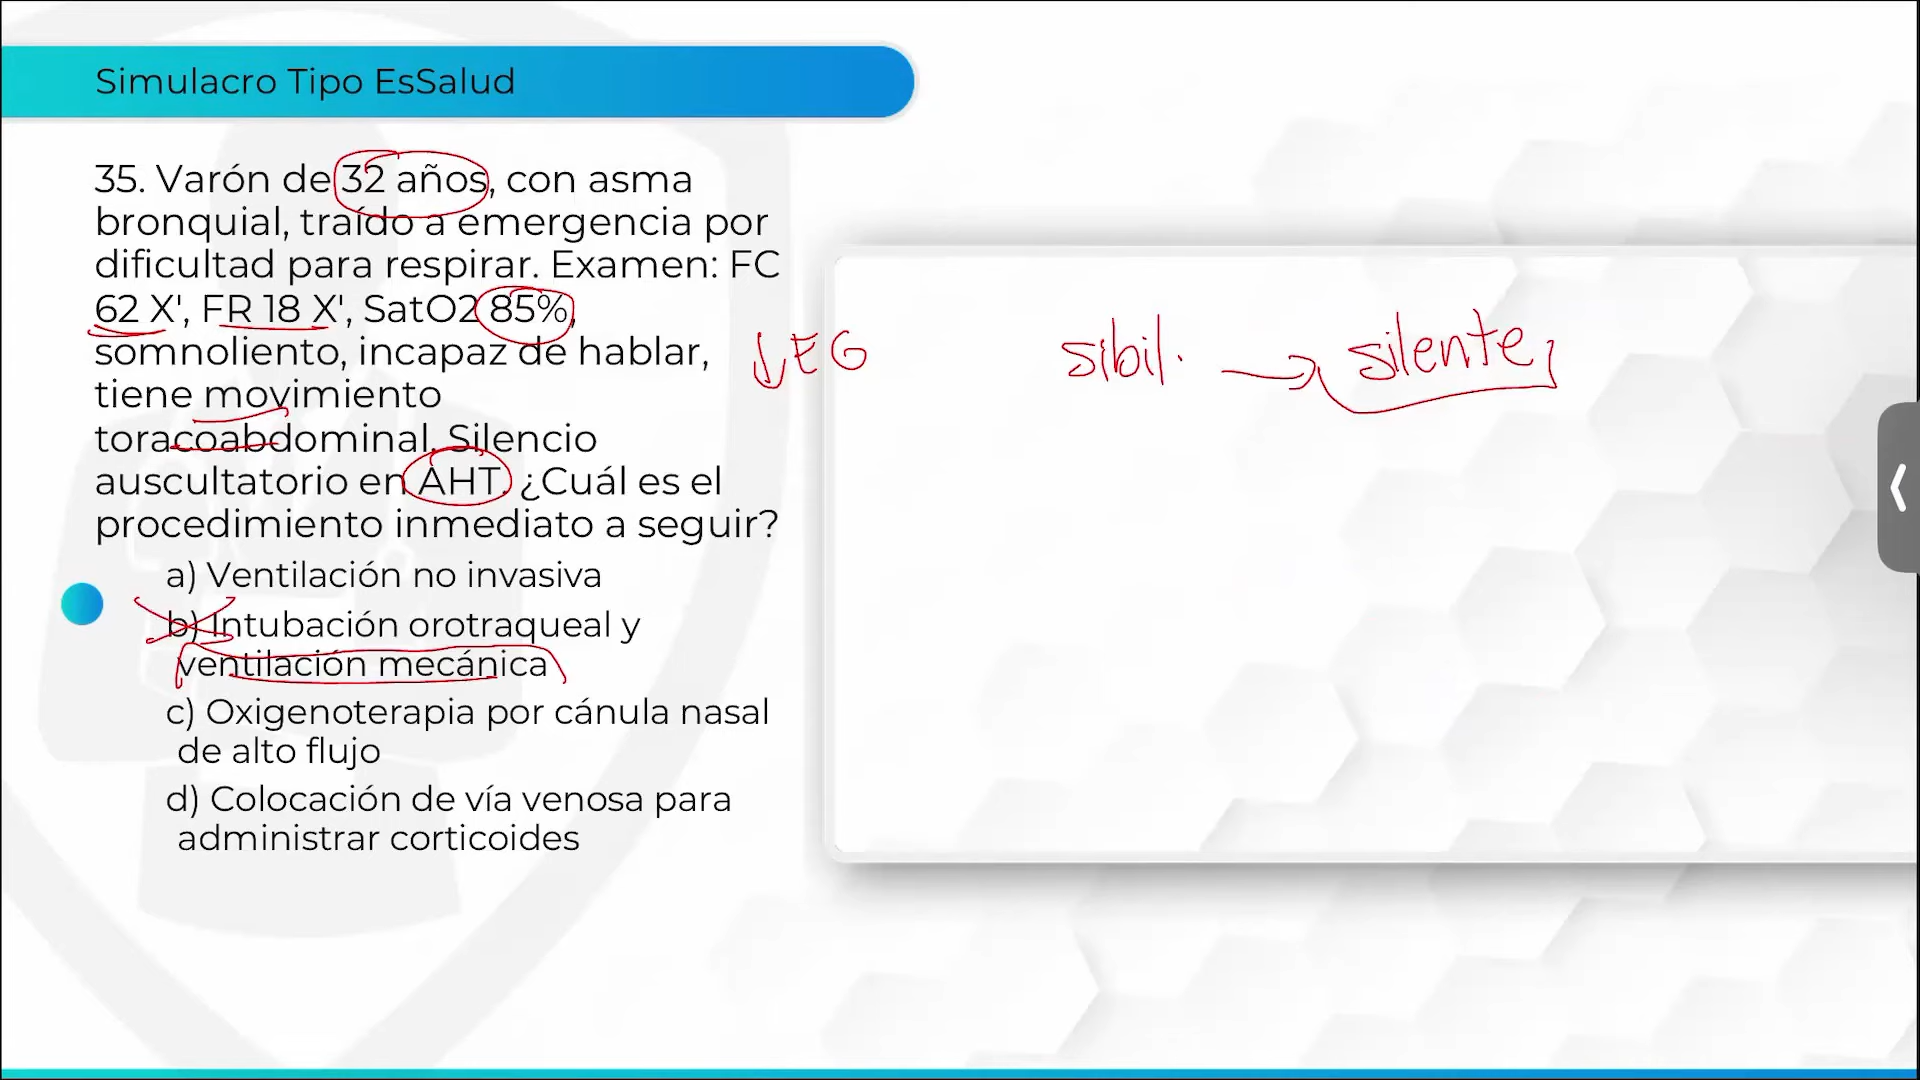 Simulacro Tipo EsSalud
35. Varón de 32 años, con asma
bronquial, traído a emergencia por
dificultad para respirar. Examen: FC
62 X', FR 18 X', SatO2 85%,
somnoliento, incapaz de hablar,
tiene movimiento
toracoabdominal. Silencio
auscultatorio en AHT. ¿Cuál es el
procedimiento inmediato a seguir?
a) Ventilación no invasiva
b) Intubación orotraqueal y
ventilación mecánica
c) Oxigenoterapia por cánula nasal
de alto flujo
d) Colocación de vía venosa para
administrar corticoides
↓EG
sibil. → silente